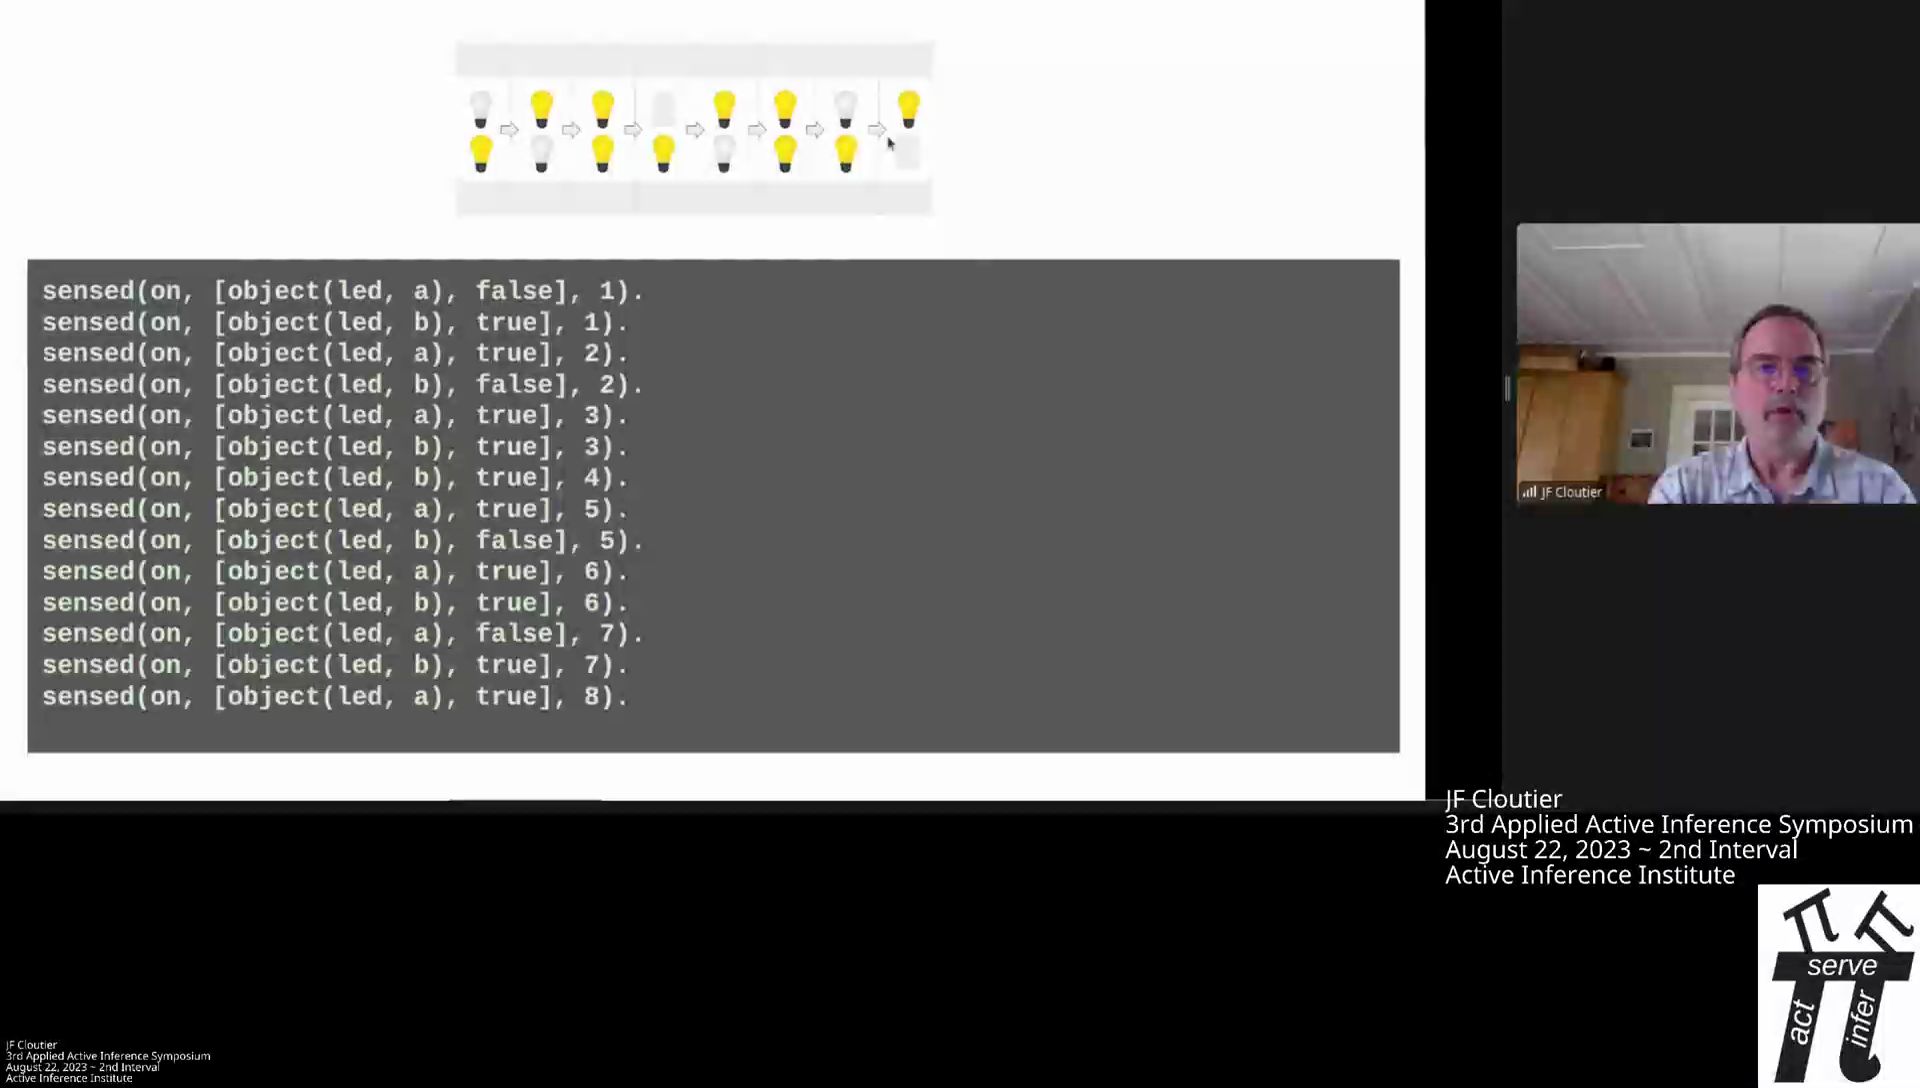 sensed(on, [object(led, a), false], 1).
sensed(on, [object(led, b), true], 1).
sensed(on, [object(led, a), true], 2).
sensed(on, [object(led, b), false], 2).
sensed(on, [object(led, a), true], 3).
sensed(on, [object(led, b), true], 3).
sensed(on, [object(led, b), true], 4).
sensed(on, [object(led, a), true], 5).
sensed(on, [object(led, b), false], 5).
sensed(on, [object(led, a), true], 6).
sensed(on, [object(led, b), true], 6).
sensed(on, [object(led, a), false], 7).
sensed(on, [object(led, b), true], 7).
sensed(on, [object(led, a), true], 8).
JF Cloutier
JF Cloutier
3rd Applied Active Inference Symposium
August 22, 2023 ~ 2nd Interval
Active Inference Institute
serve
act
infer
JF Cloutier
3rd Applied Active Inference Symposium
August 22, 2023 ~ 2nd Interval
Active Inference Institute